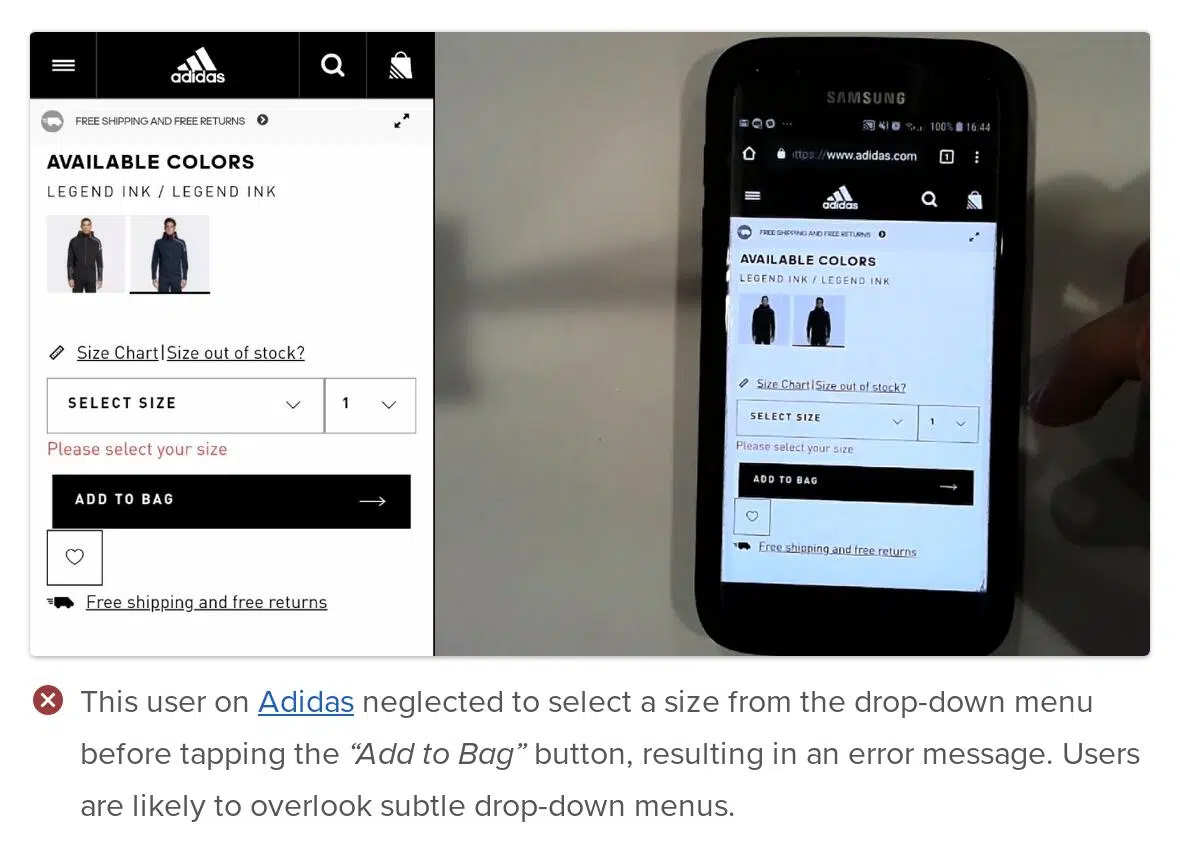 adidas
FREE SHIPPING AND FREE RETURNS
AVAILABLE COLORS
LEGEND INK / LEGEND INK
Size Chart|Size out of stock?
SELECT SIZE 1
Please select your size
ADD TO BAG
Free shipping and free returns
SAMSUNG
100% 16:44
ttps://www.adidas.com 1
adidas
FREE SHIPPING AND FREE RETURNS
AVAILABLE COLORS
LEGEND INK / LEGEND INK
Size Chart|Size out of stock?
SELECT SIZE 1
Please select your size
ADD TO BAG
Free shipping and free returns
This user on Adidas neglected to select a size from the drop-down menu
before tapping the “Add to Bag” button, resulting in an error message. Users
are likely to overlook subtle drop-down menus.